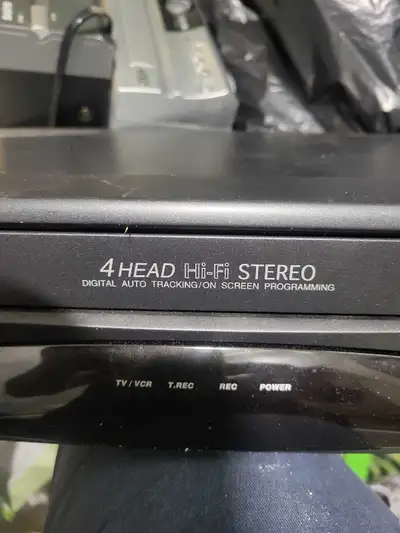 4 HEAD Hi-Fi STEREO
DIGITAL AUTO TRACKING/ON SCREEN PROGRAMMING
TV/VCR T.REC REC POWER